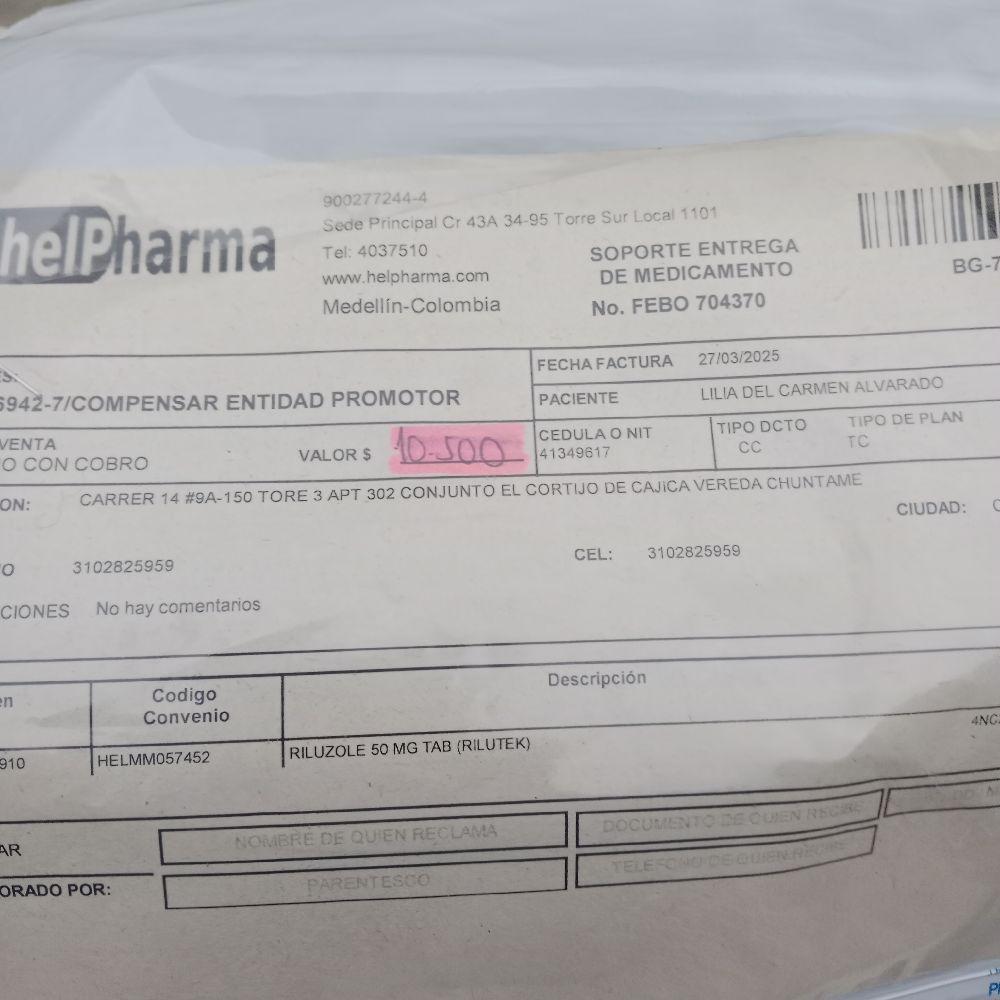 helPharma
900277244-4
Sede Principal Cr 43A 34-95 Torre Sur Local 1101
Tel: 4037510
www.helpharma.com
Medellín-Colombia
SOPORTE ENTREGA
DE MEDICAMENTO
No. FEBO 704370
BG-7
FECHA FACTURA 27/03/2025
6942-7/COMPENSAR ENTIDAD PROMOTOR
PACIENTE LILIA DEL CARMEN ALVARADO
VENTA
O CON COBRO
VALOR $ 10.500
CEDULA O NIT
41349617
TIPO DCTO
CC
TIPO DE PLAN
TC
ON: CARRER 14 #9A-150 TORE 3 APT 302 CONJUNTO EL CORTIJO DE CAJICA VEREDA CHUNTAME
CIUDAD:
O 3102825959
CEL: 3102825959
CIONES No hay comentarios
en
Codigo
Convenio
Descripción
910 HELMM057452 RILUZOLE 50 MG TAB (RILUTEK)
AR
NOMBRE DE QUIEN RECLAMA
DOCUMENTO DE QUIEN RECIBE
ORADO POR:
PARENTESCO
TELEFONO DE QUIEN RECIBE